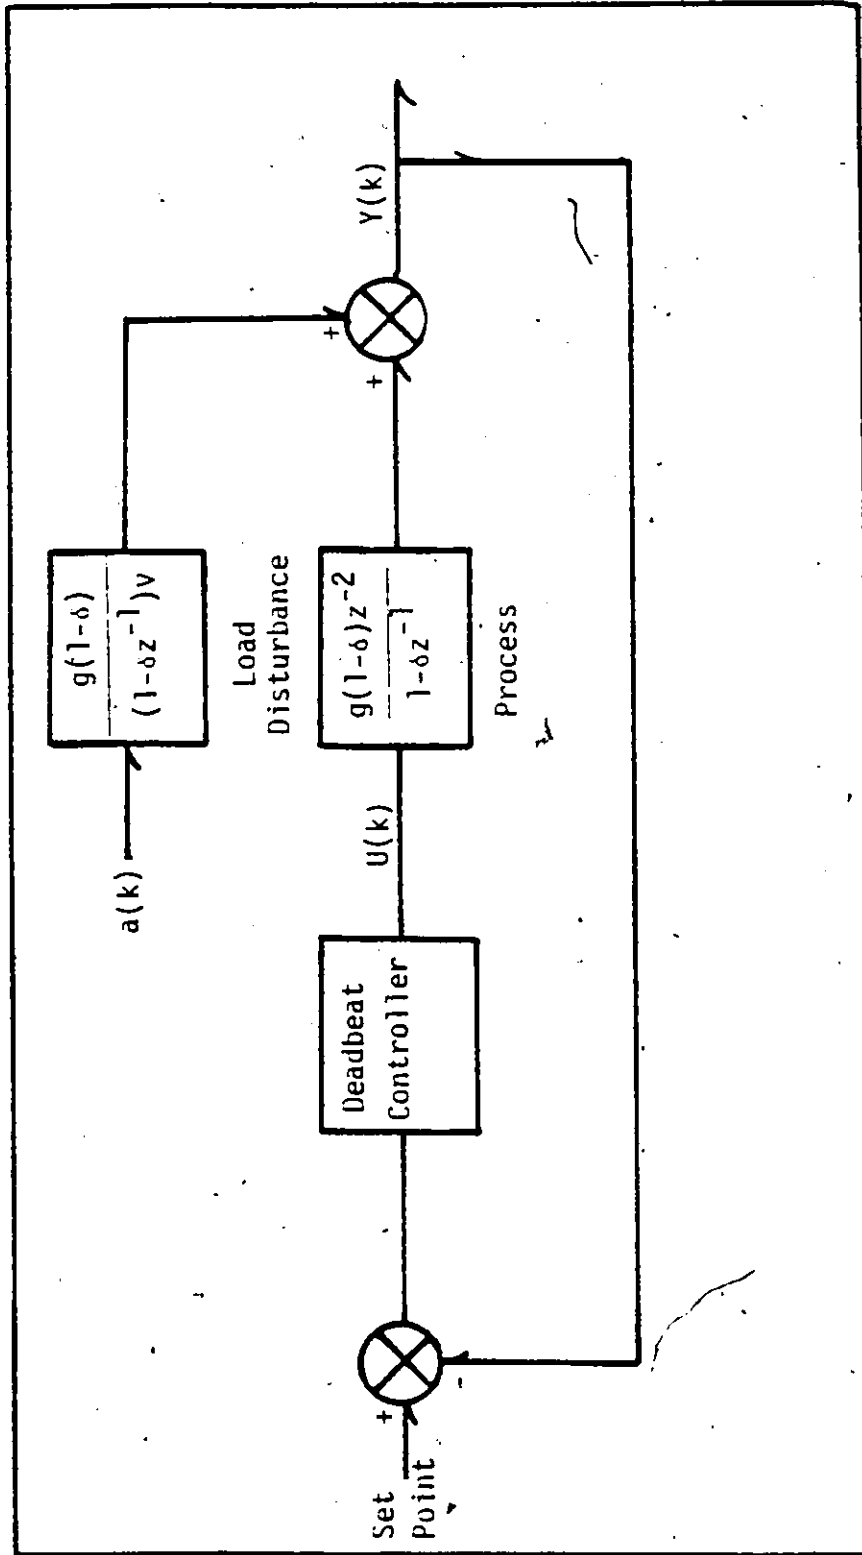 a(k)
g(1-δ)
(1-δz⁻¹)∇
Load
Disturbance
+
Set
Point
+
-
Deadbeat
Controller
U(k)
g(1-δ)z⁻²
1-δz⁻¹
Process
+
Y(k)